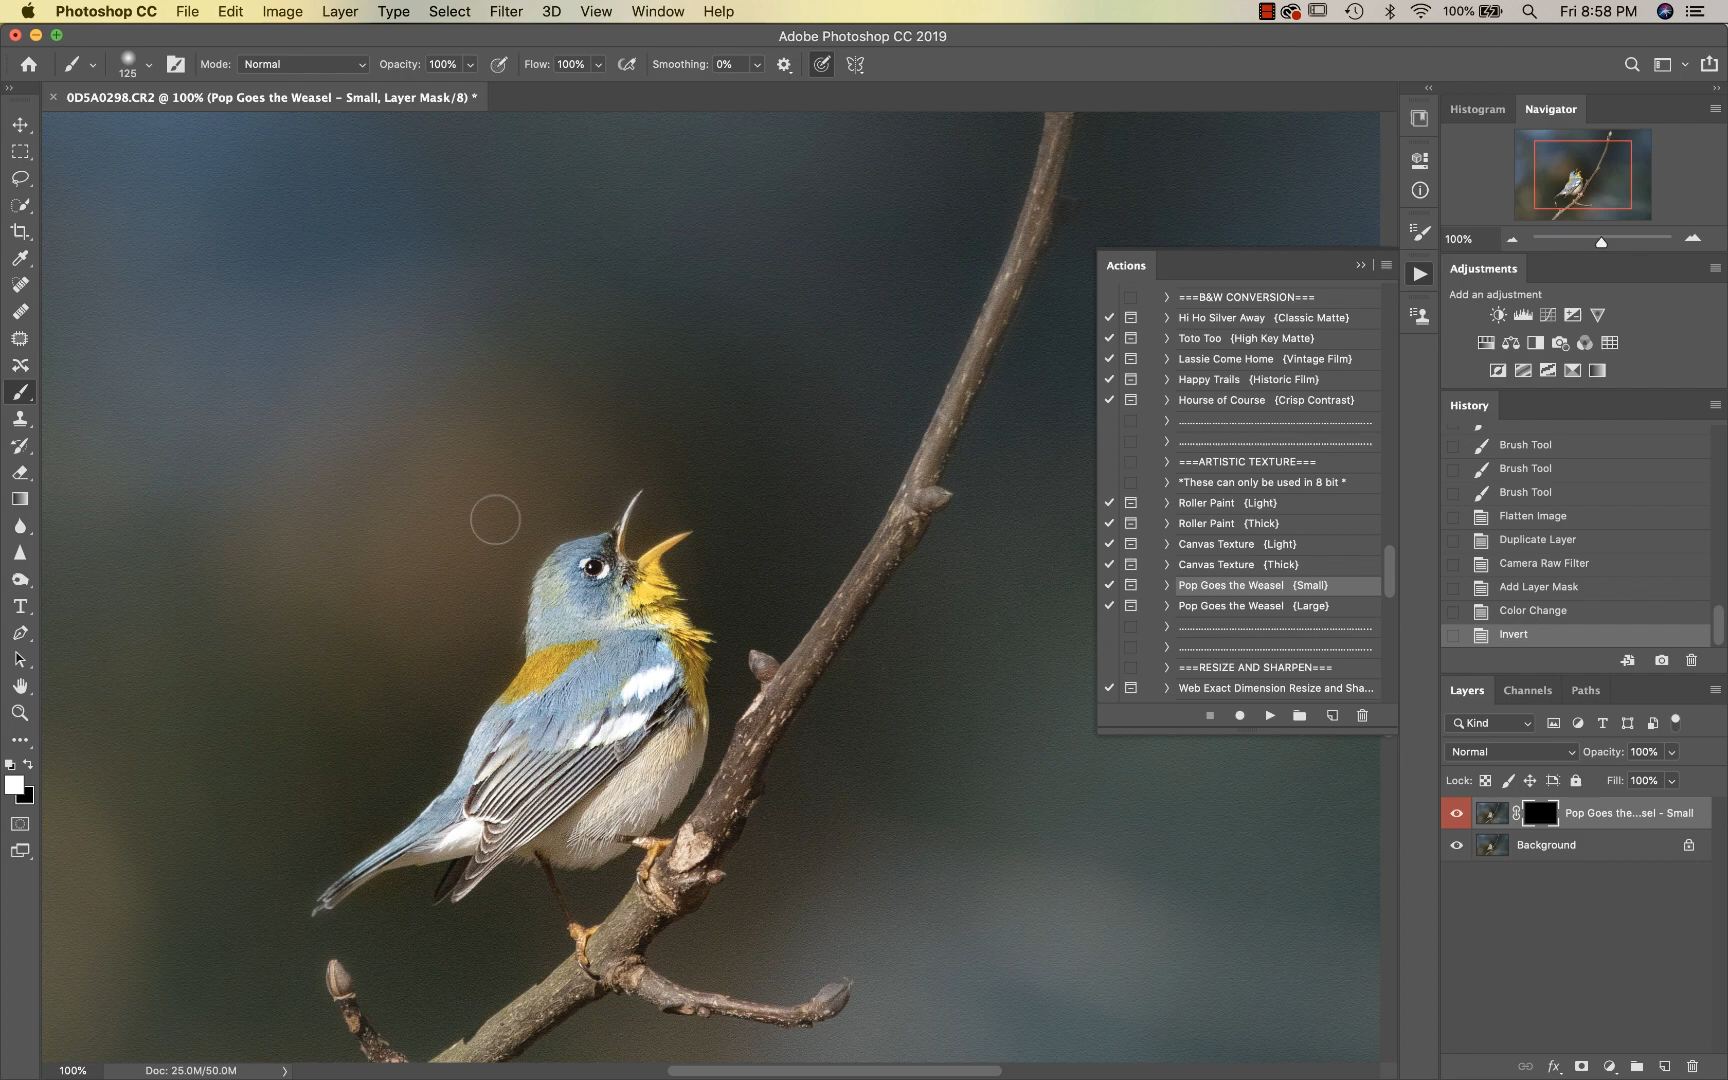 Photoshop CC File Edit Image Layer Type Select Filter 3D View Window Help 100% Fri 8:58 PM
Adobe Photoshop CC 2019
125 Mode: Normal Opacity: 100% Flow: 100% Smoothing: 0%
0D5A0298.CR2 @ 100% (Pop Goes the Weasel - Small, Layer Mask/8) *
Histogram Navigator
100%
Adjustments
Add an adjustment
Actions
===B&W CONVERSION===
Hi Ho Silver Away {Classic Matte}
Toto Too {High Key Matte}
Lassie Come Home {Vintage Film}
Happy Trails {Historic Film}
Hourse of Course {Crisp Contrast}
===ARTISTIC TEXTURE===
*These can only be used in 8 bit *
Roller Paint {Light}
Roller Paint {Thick}
Canvas Texture {Light}
Canvas Texture {Thick}
Pop Goes the Weasel {Small}
Pop Goes the Weasel {Large}
===RESIZE AND SHARPEN===
Web Exact Dimension Resize and Sha...
History
Brush Tool
Brush Tool
Brush Tool
Flatten Image
Duplicate Layer
Camera Raw Filter
Add Layer Mask
Color Change
Invert
Layers Channels Paths
Kind
Normal Opacity: 100%
Lock: Fill: 100%
Pop Goes the...sel - Small
Background
fx
100% Doc: 25.0M/50.0M